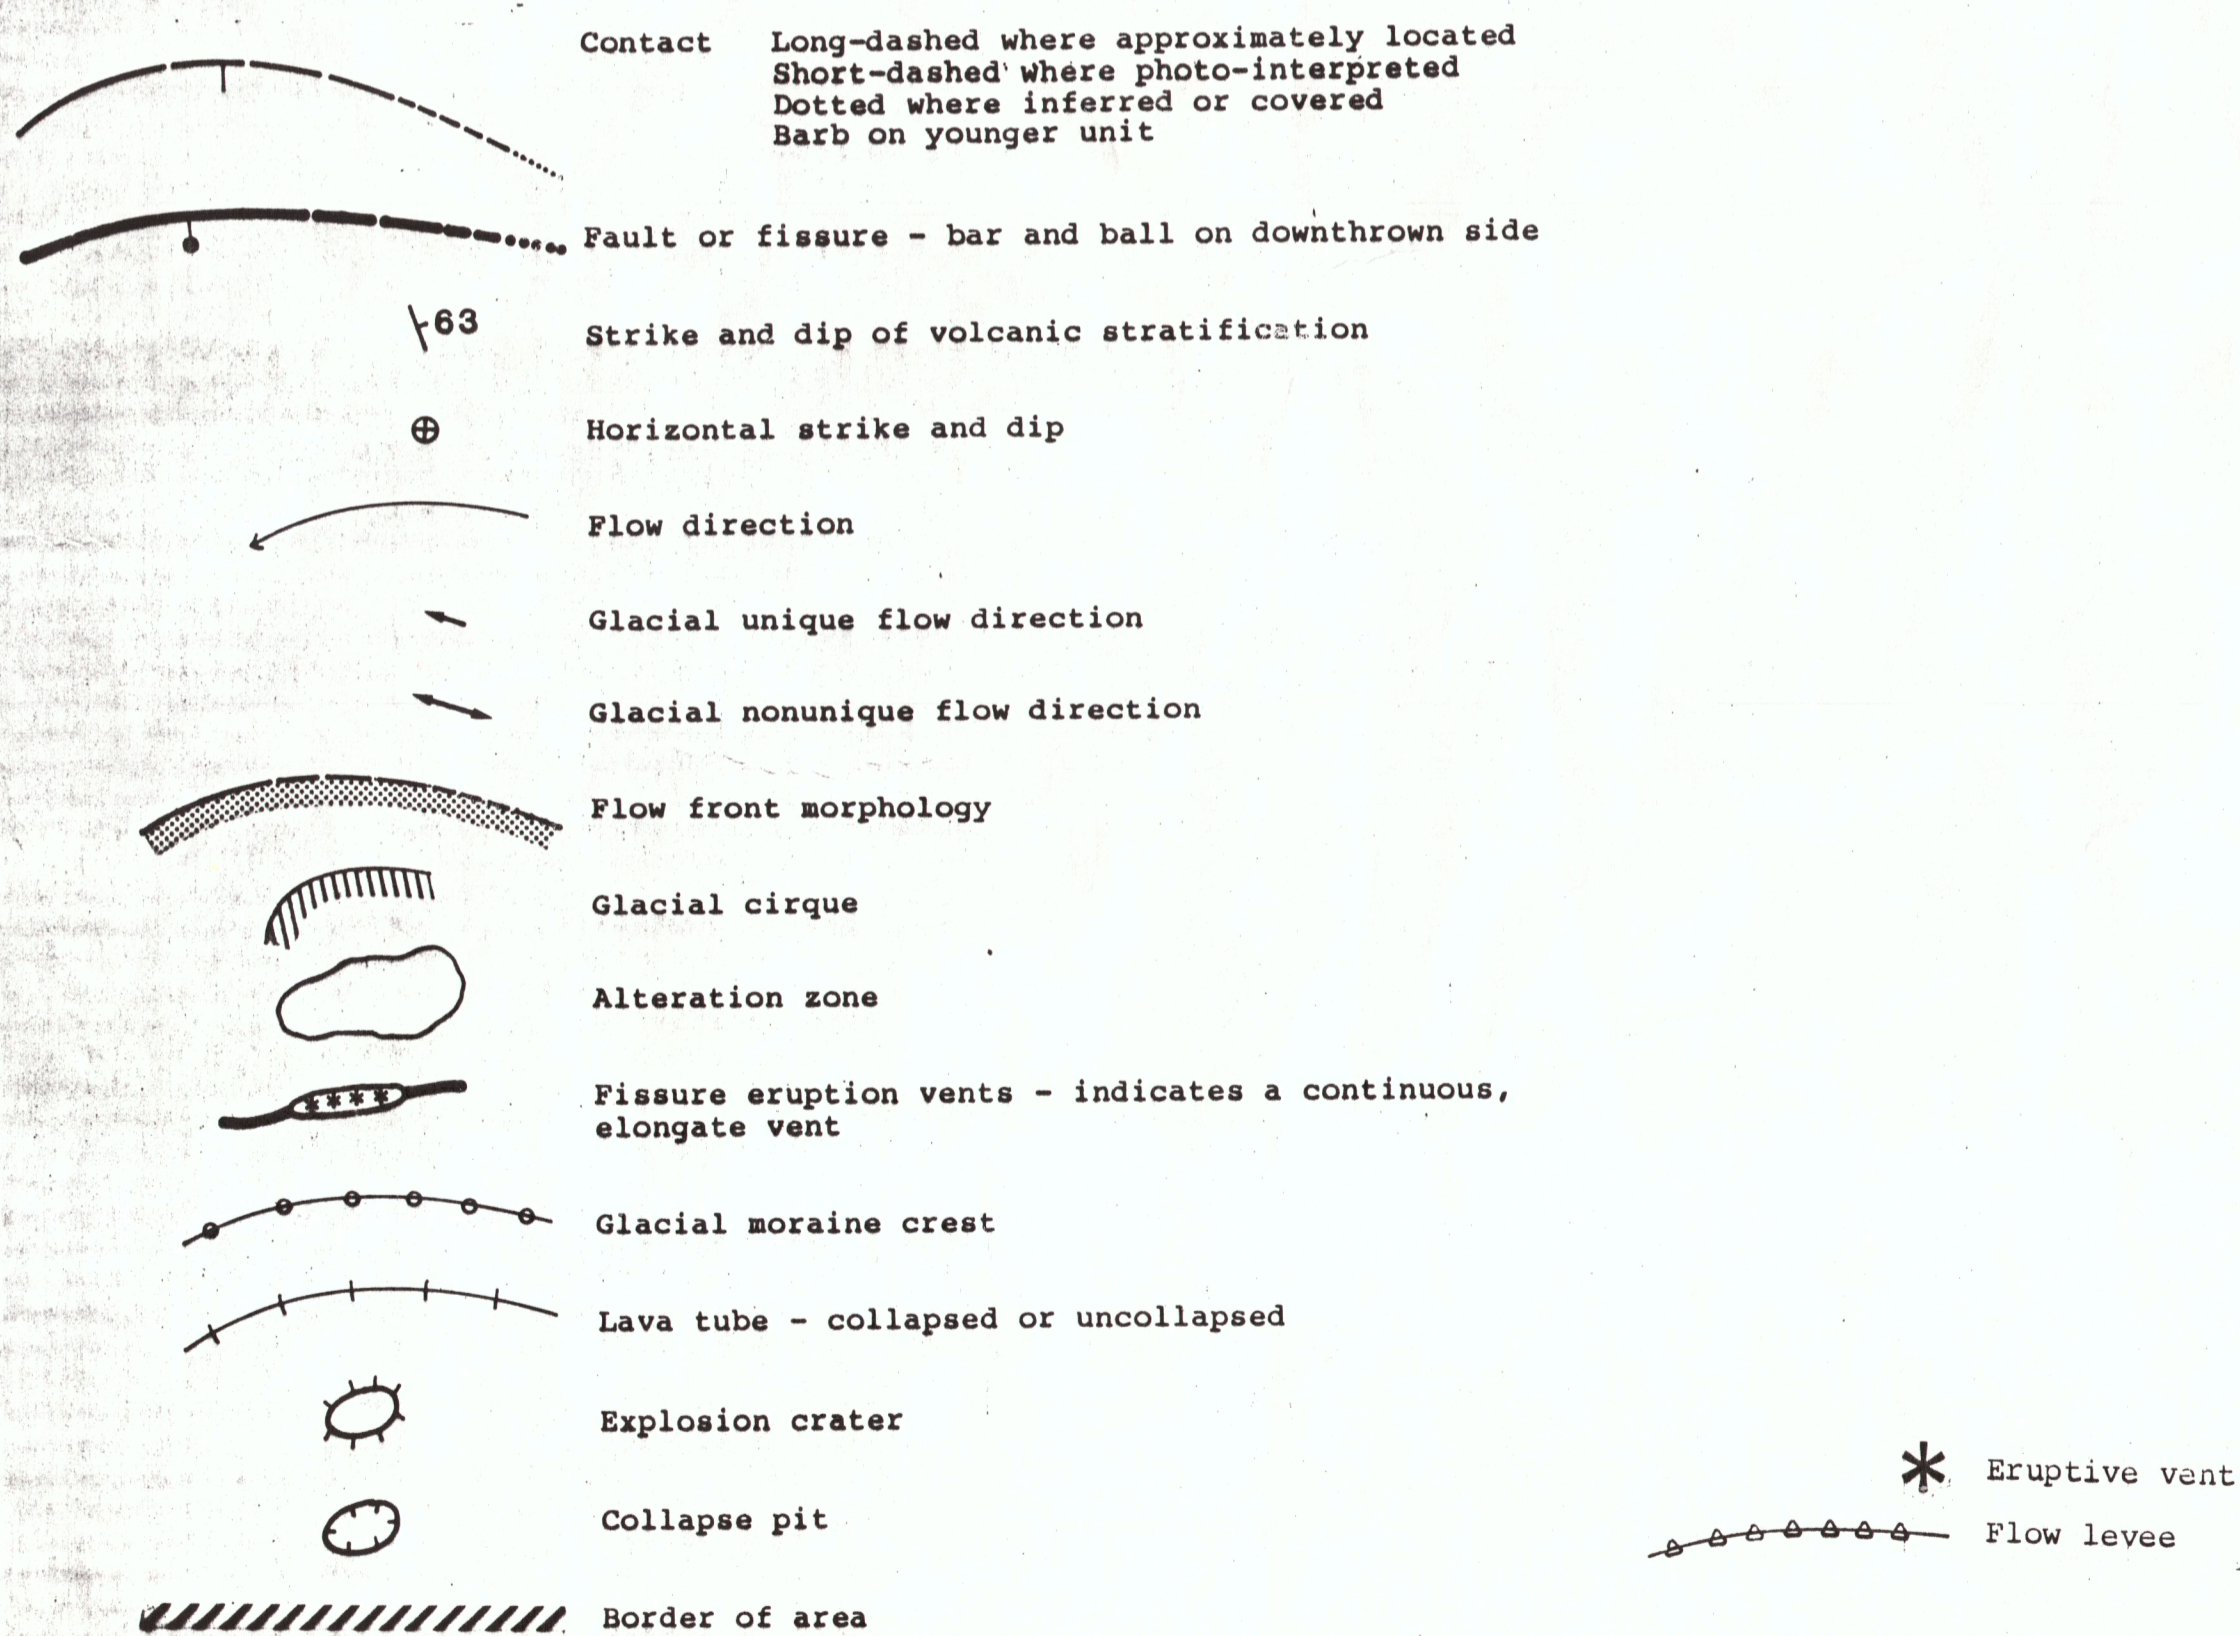 Contact Long-dashed where approximately located
Short-dashed where photo-interpreted
Dotted where inferred or covered
Barb on younger unit
Fault or fissure - bar and ball on downthrown side
63
Strike and dip of volcanic stratification
Horizontal strike and dip
Flow direction
Glacial unique flow direction
Glacial nonunique flow direction
Flow front morphology
Glacial cirque
Alteration zone
Fissure eruption vents - indicates a continuous,
elongate vent
Glacial moraine crest
Lava tube - collapsed or uncollapsed
Explosion crater
Collapse pit
Border of area
Eruptive vent
Flow levee